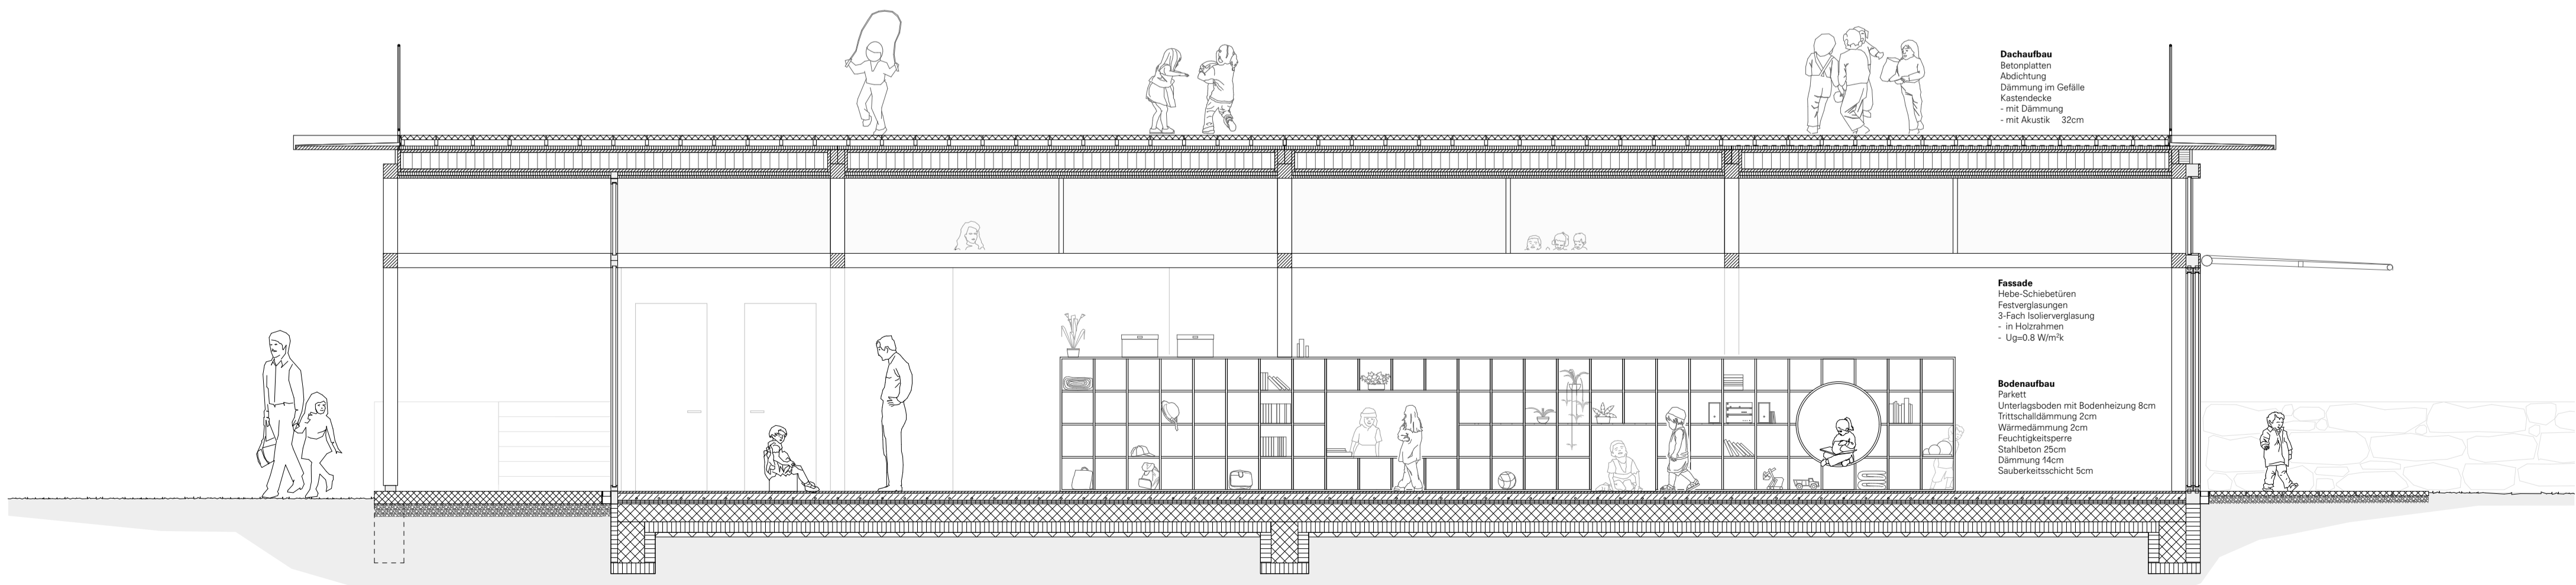 Dachaufbau
Betonplatten
Abdichtung
Dämmung im Gefälle
Kastendecke
- mit Dämmung
- mit Akustik 32cm
Fassade
Hebe-Schiebetüren
Festverglasungen
3-Fach Isolierverglasung
- in Holzrahmen
- Ug=0.8 W/m²k
Bodenaufbau
Parkett
Unterlagsboden mit Bodenheizung 8cm
Trittschalldämmung 2cm
Wärmedämmung 2cm
Feuchtigkeitsperre
Stahlbeton 25cm
Dämmung 14cm
Sauberkeitsschicht 5cm